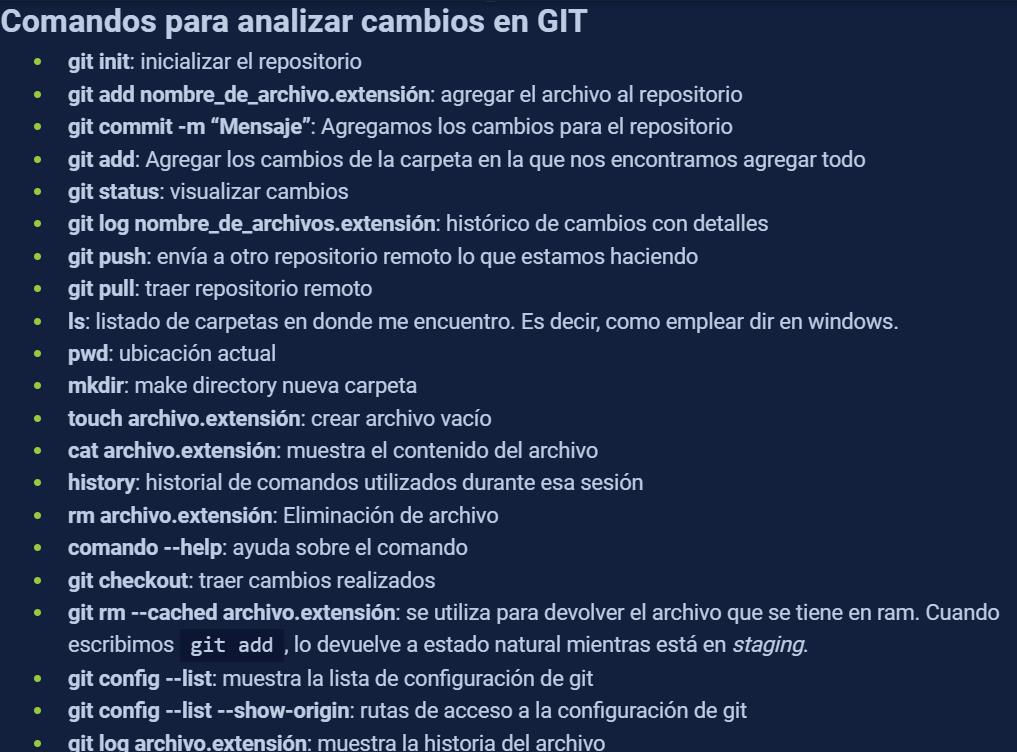 Comandos para analizar cambios en GIT
git init: inicializar el repositorio
git add nombre_de_archivo.extensión: agregar el archivo al repositorio
git commit -m “Mensaje”: Agregamos los cambios para el repositorio
git add: Agregar los cambios de la carpeta en la que nos encontramos agregar todo
git status: visualizar cambios
git log nombre_de_archivos.extensión: histórico de cambios con detalles
git push: envía a otro repositorio remoto lo que estamos haciendo
git pull: traer repositorio remoto
ls: listado de carpetas en donde me encuentro. Es decir, como emplear dir en windows.
pwd: ubicación actual
mkdir: make directory nueva carpeta
touch archivo.extensión: crear archivo vacío
cat archivo.extensión: muestra el contenido del archivo
history: historial de comandos utilizados durante esa sesión
rm archivo.extensión: Eliminación de archivo
comando --help: ayuda sobre el comando
git checkout: traer cambios realizados
git rm --cached archivo.extensión: se utiliza para devolver el archivo que se tiene en ram. Cuando
escribimos git add, lo devuelve a estado natural mientras está en staging.
git config --list: muestra la lista de configuración de git
git config --list --show-origin: rutas de acceso a la configuración de git
git log archivo.extensión: muestra la historia del archivo